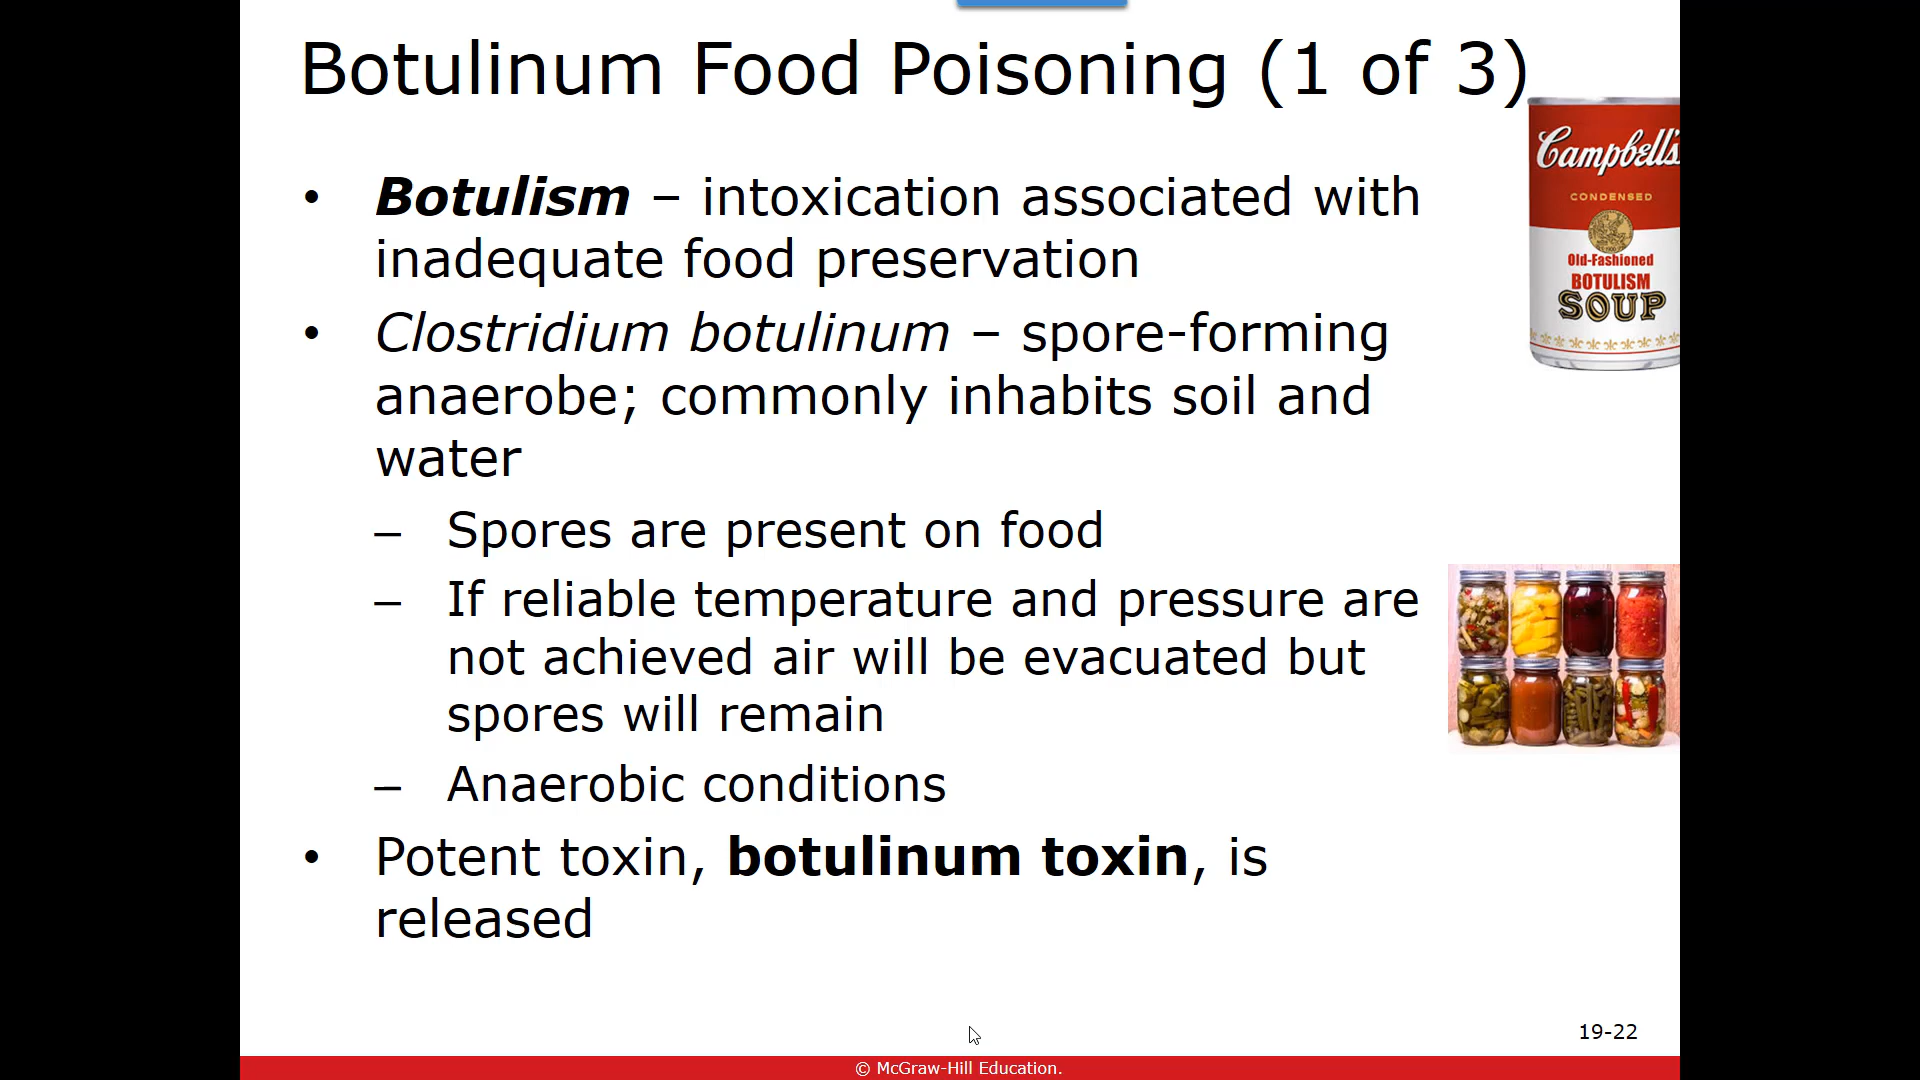 Botulinum Food Poisoning (1 of 3)
• Botulism – intoxication associated with
inadequate food preservation
• Clostridium botulinum – spore-forming
anaerobe; commonly inhabits soil and
water
– Spores are present on food
– If reliable temperature and pressure are
not achieved air will be evacuated but
spores will remain
– Anaerobic conditions
• Potent toxin, botulinum toxin, is
released
Campbell's
CONDENSED
Old-Fashioned
BOTULISM
SOUP
19-22
© McGraw-Hill Education.